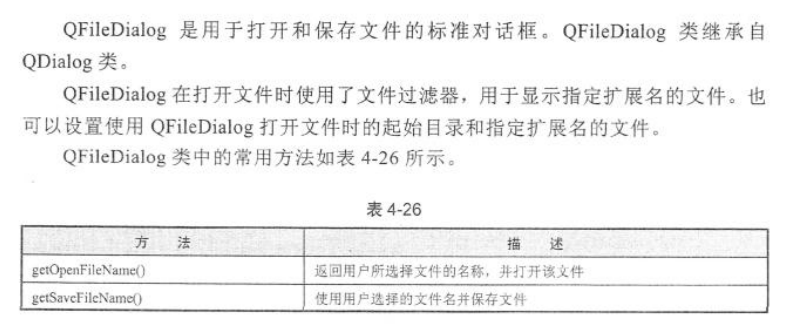 QFileDialog 是用于打开和保存文件的标准对话框。QFileDialog 类继承自
QDialog 类。
QFileDialog 在打开文件时使用了文件过滤器，用于显示指定扩展名的文件。也
可以设置使用 QFileDialog 打开文件时的起始目录和指定扩展名的文件。
QFileDialog 类中的常用方法如表 4-26 所示。
表 4-26
方 法 描 述
getOpenFileName() 返回用户所选择文件的名称，并打开该文件
getSaveFileName() 使用用户选择的文件名并保存文件